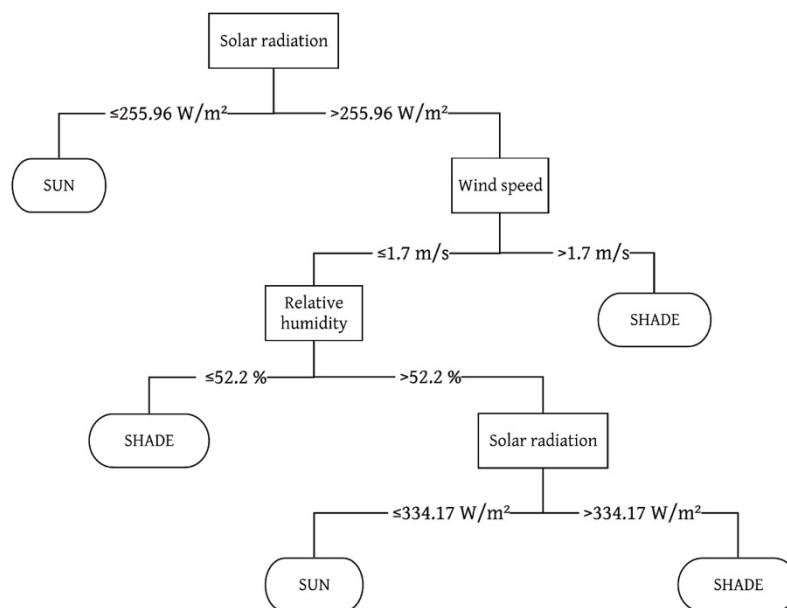 Solar radiation
≤255.96 W/m²
>255.96 W/m²
SUN
Wind speed
≤1.7 m/s
>1.7 m/s
Relative
humidity
SHADE
≤52.2 %
>52.2 %
SHADE
Solar radiation
≤334.17 W/m²
>334.17 W/m²
SUN
SHADE